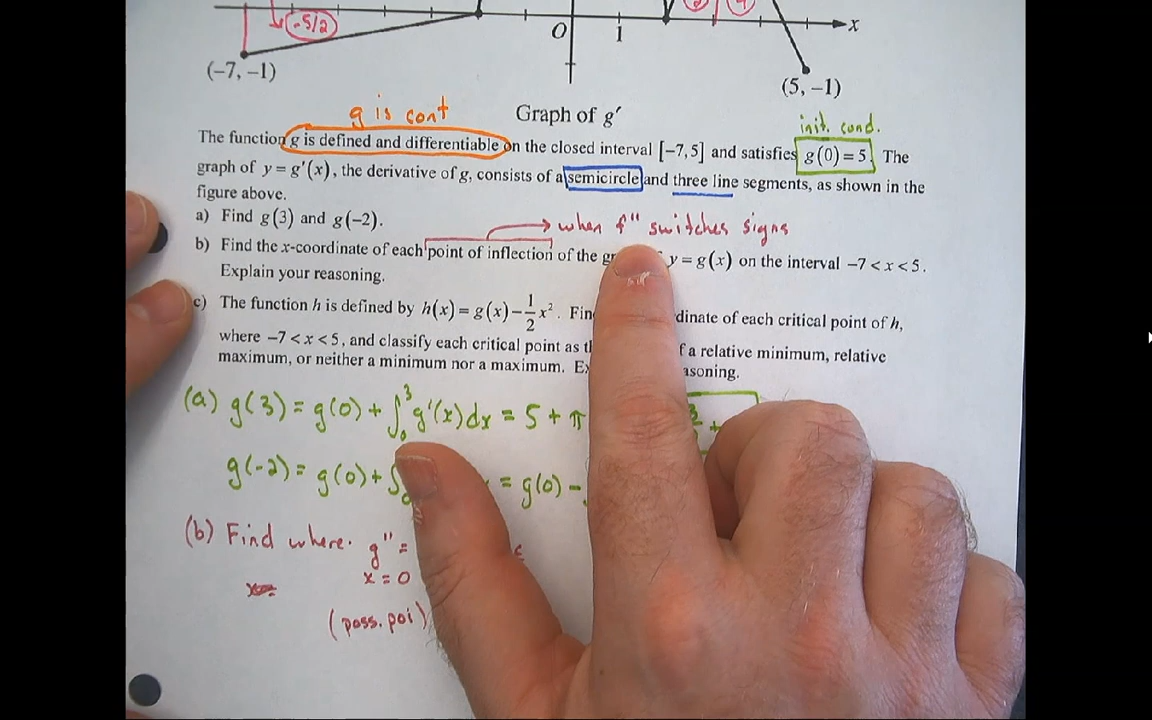 -5/2
O 1 x
(−7, −1)
(5, −1)
g is cont
Graph of g′
init. cond.
The function g is defined and differentiable on the closed interval [−7,5] and satisfies g(0) = 5. The
graph of y = g′(x), the derivative of g, consists of a semicircle and three line segments, as shown in the
figure above.
a) Find g(3) and g(−2).
when f" switches signs
b) Find the x-coordinate of each point of inflection of the y = g(x) on the interval −7 < x < 5.
Explain your reasoning.
c) The function h is defined by h(x) = g(x) − 1/2 x². dinate of each critical point of h,
where −7 < x < 5, and classify each critical point as f a relative minimum, relative
maximum, or neither a minimum nor a maximum. asoning.
(a) g(3) = g(0) + ∫₀³ g′(x)dx = 5 + π
g(-2) = g(0) + ∫ = g(0) −
(b) Find where g" =
x = 0
(poss. poi)